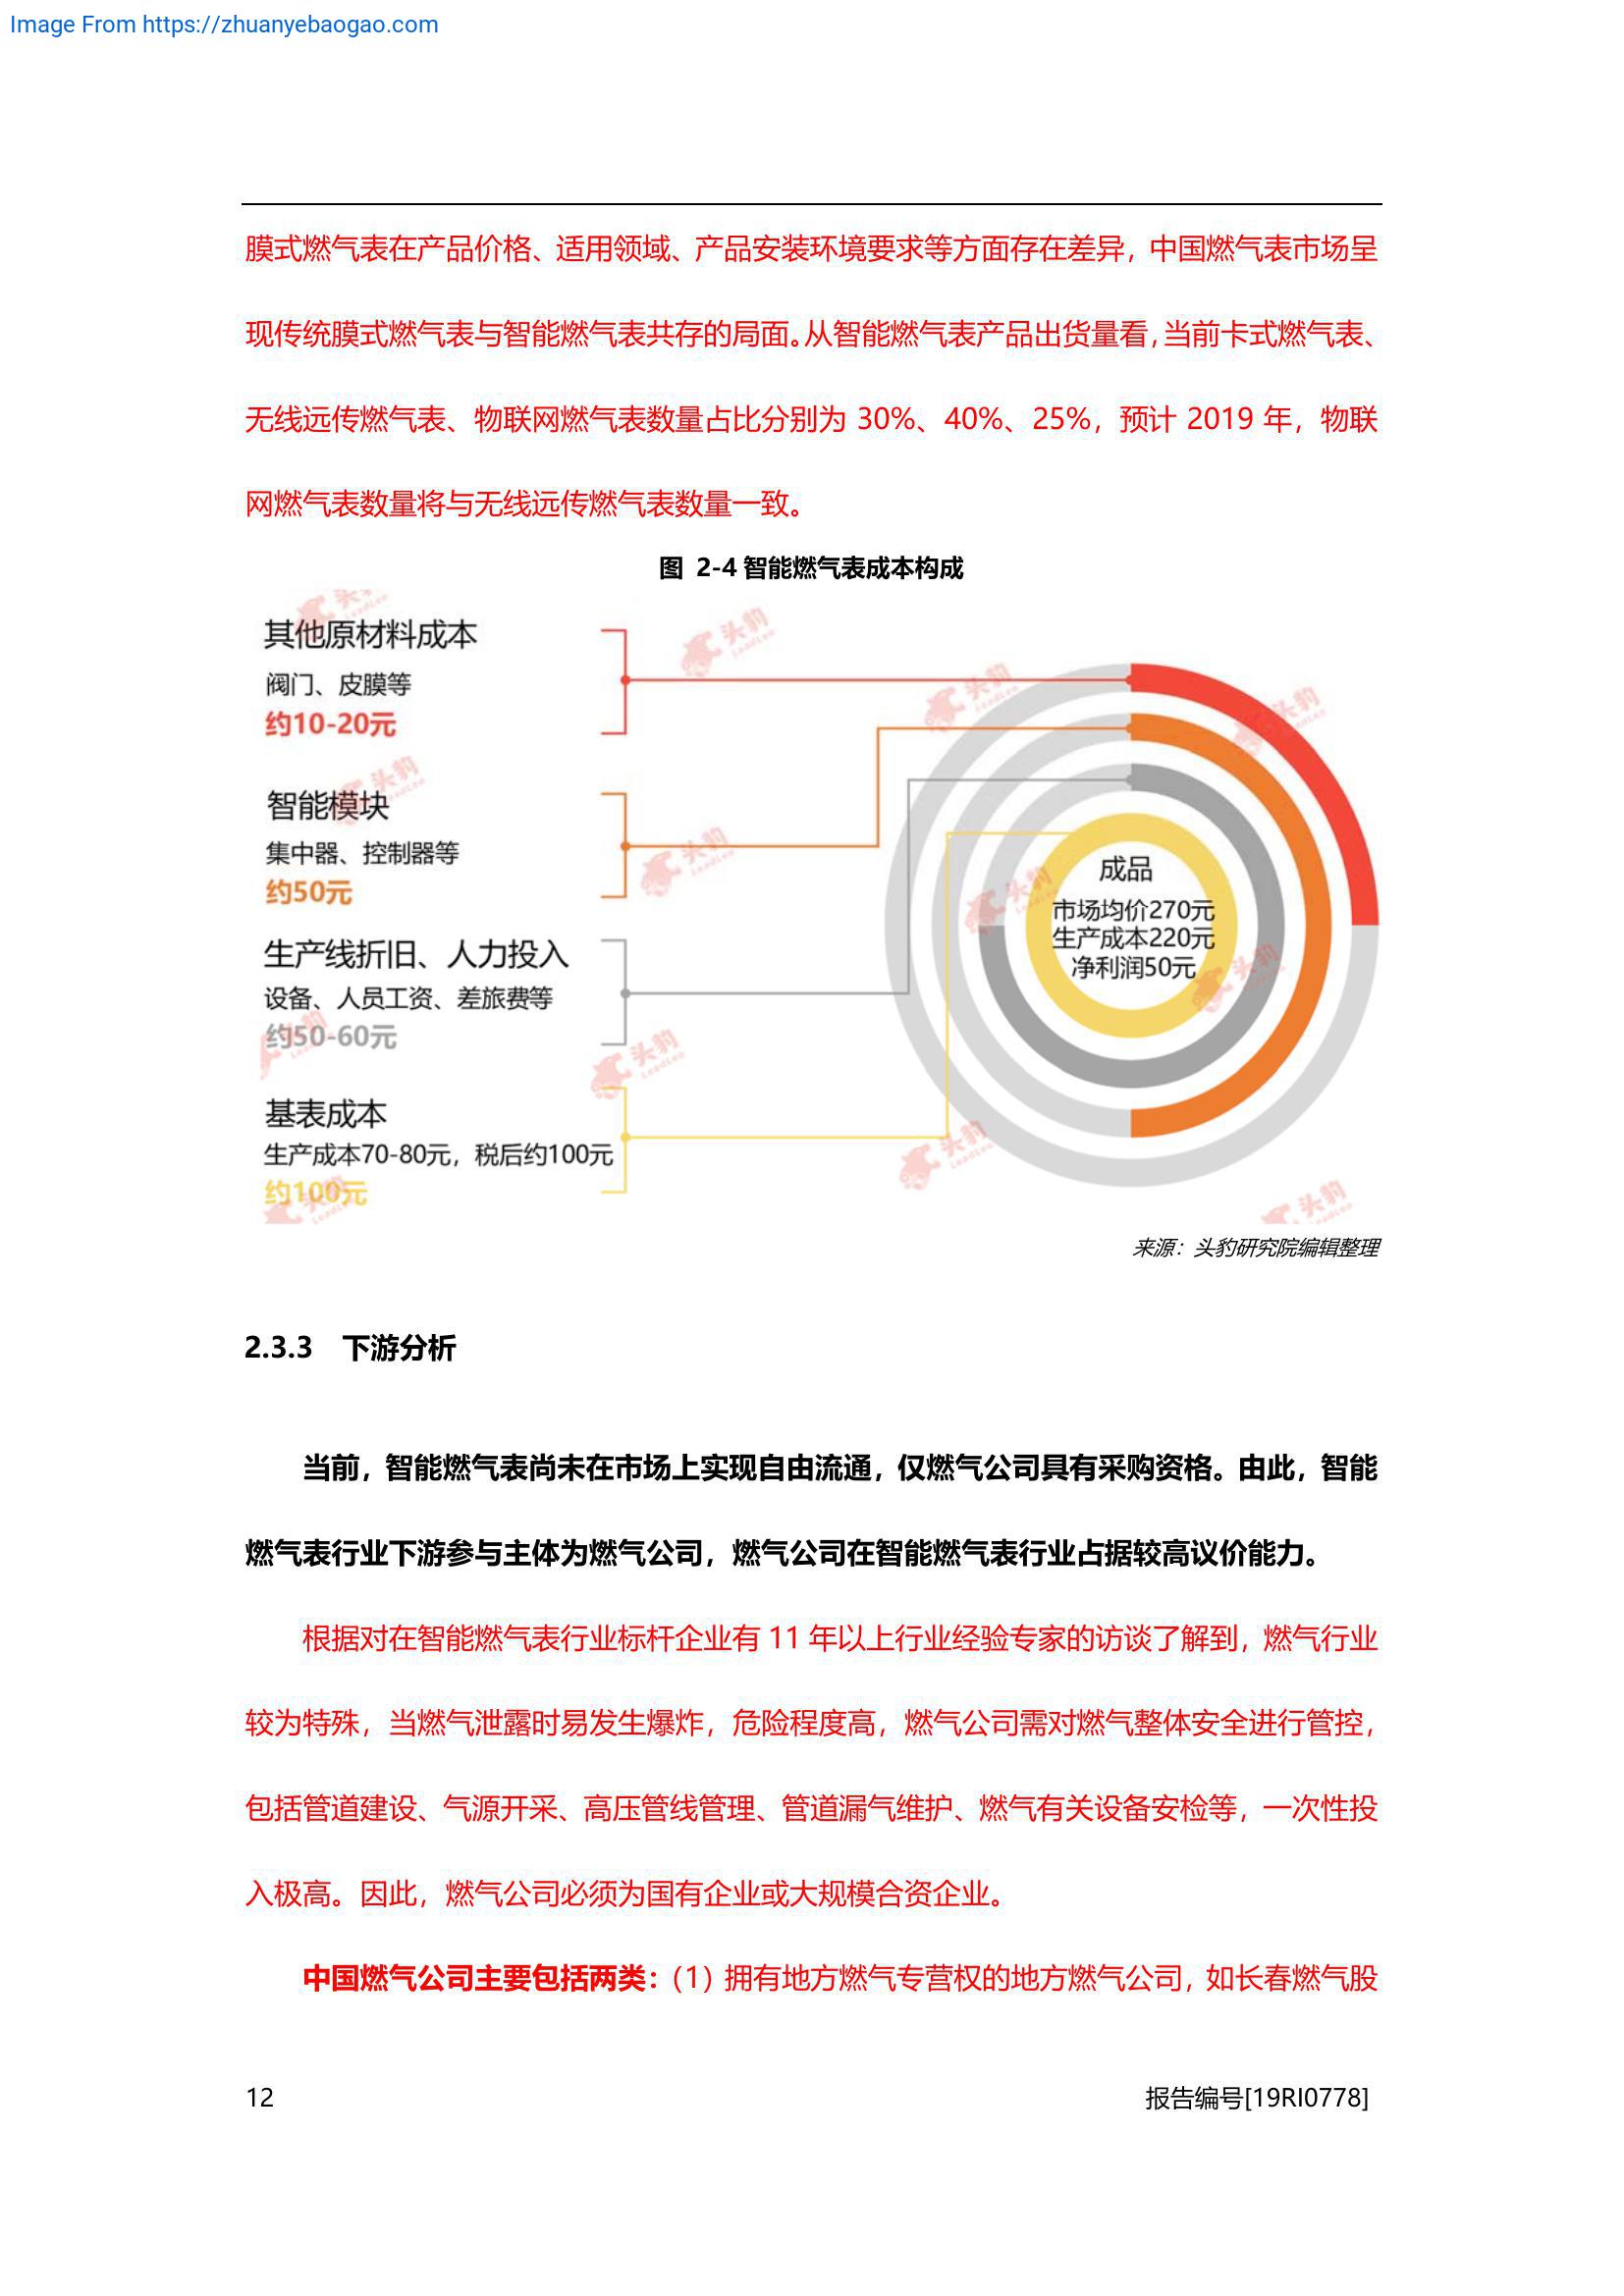 Image From https://zhuanyebaogao.com
膜式燃气表在产品价格、适用领域、产品安装环境要求等方面存在差异，中国燃气表市场呈
现传统膜式燃气表与智能燃气表共存的局面。从智能燃气表产品出货量看，当前卡式燃气表、
无线远传燃气表、物联网燃气表数量占比分别为 30%、40%、25%，预计 2019 年，物联
网燃气表数量将与无线远传燃气表数量一致。
图 2-4 智能燃气表成本构成
其他原材料成本
阀门、皮膜等
约10-20元
智能模块
集中器、控制器等
约50元
生产线折旧、人力投入
设备、人员工资、差旅费等
约50-60元
基表成本
生产成本70-80元，税后约100元
约100元
成品
市场均价270元
生产成本220元
净利润50元
头豹
LeadLeo
来源：头豹研究院编辑整理
2.3.3 下游分析
当前，智能燃气表尚未在市场上实现自由流通，仅燃气公司具有采购资格。由此，智能
燃气表行业下游参与主体为燃气公司，燃气公司在智能燃气表行业占据较高议价能力。
根据对在智能燃气表行业标杆企业有 11 年以上行业经验专家的访谈了解到，燃气行业
较为特殊，当燃气泄露时易发生爆炸，危险程度高，燃气公司需对燃气整体安全进行管控，
包括管道建设、气源开采、高压管线管理、管道漏气维护、燃气有关设备安检等，一次性投
入极高。因此，燃气公司必须为国有企业或大规模合资企业。
中国燃气公司主要包括两类：（1）拥有地方燃气专营权的地方燃气公司，如长春燃气股
12
报告编号[19RI0778]